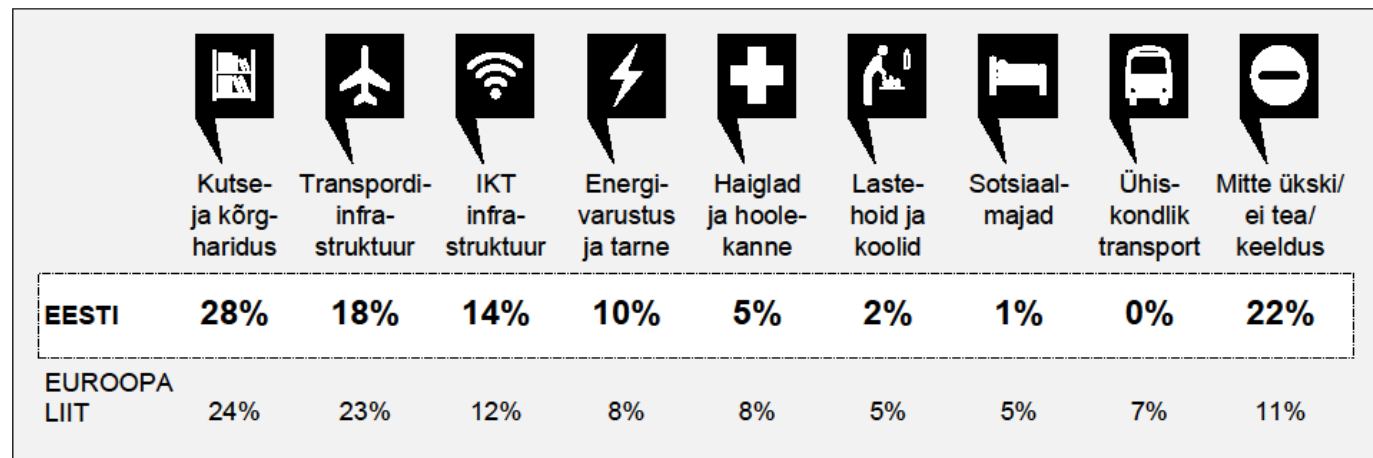 Kutse-
ja kõrg-
haridus
Transpordi-
infra-
struktuur
IKT
infra-
struktuur
Energi-
varustus
ja tarne
Haiglad
ja hoole-
kanne
Laste-
hoid ja
koolid
Sotsiaal-
majad
Ühis-
kondlik
transport
Mitte ükski/
ei tea/
keeldus
EESTI 28% 18% 14% 10% 5% 2% 1% 0% 22%
EUROOPA
LIIT 24% 23% 12% 8% 8% 5% 5% 7% 11%